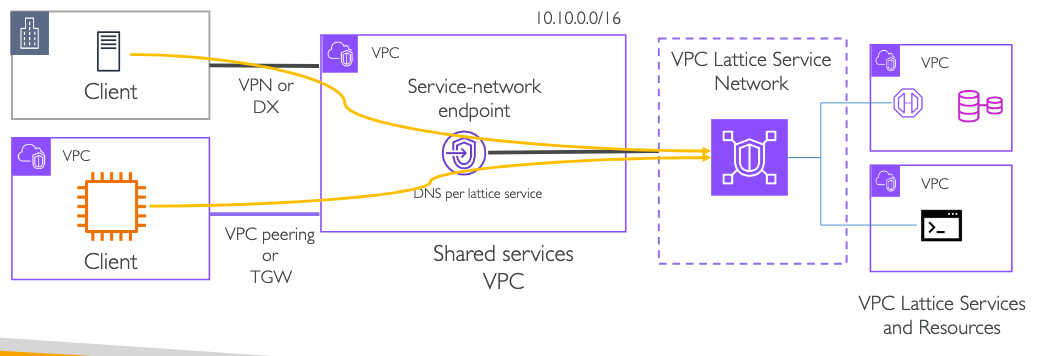 10.10.0.0/16
Client
VPN or
DX
VPC
Service-network
endpoint
DNS per lattice service
VPC
Client
VPC peering
or
TGW
Shared services
VPC
VPC Lattice Service
Network
VPC
VPC
>_
VPC Lattice Services
and Resources